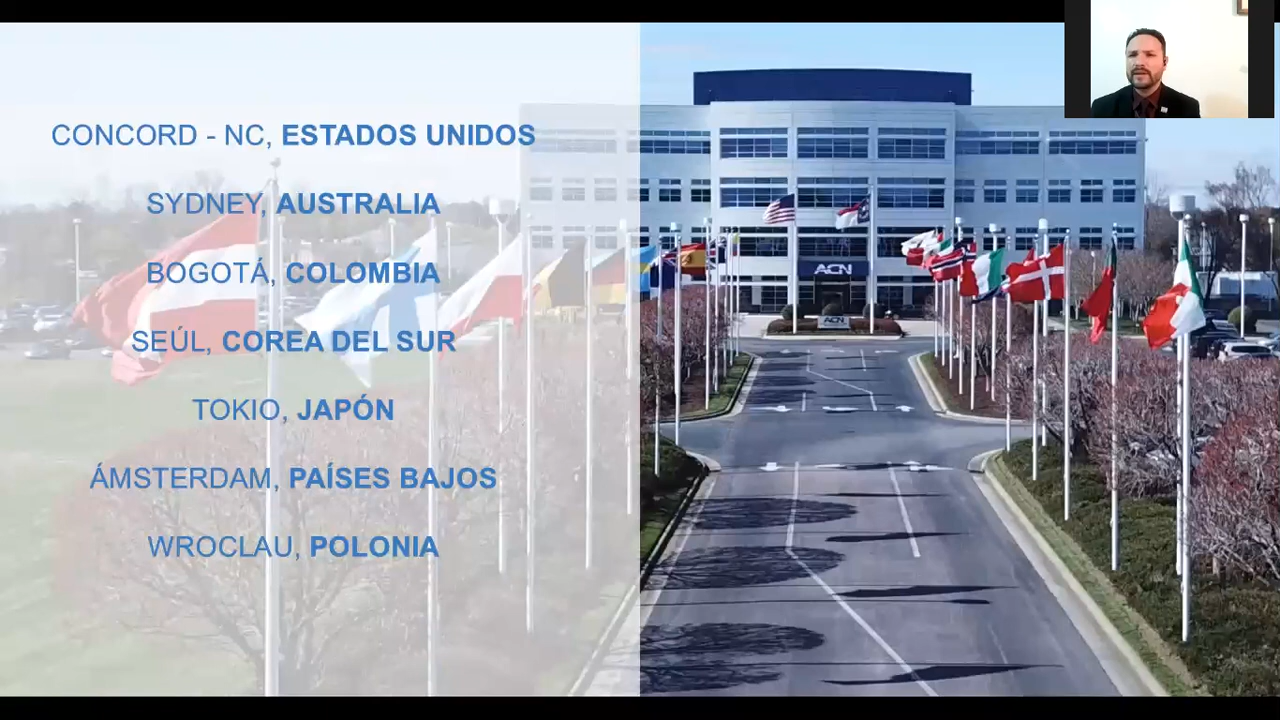 CONCORD - NC, ESTADOS UNIDOS
SYDNEY, AUSTRALIA
BOGOTÁ, COLOMBIA
SEÚL, COREA DEL SUR
TOKIO, JAPÓN
ÁMSTERDAM, PAÍSES BAJOS
WROCLAU, POLONIA
ACN
ACN